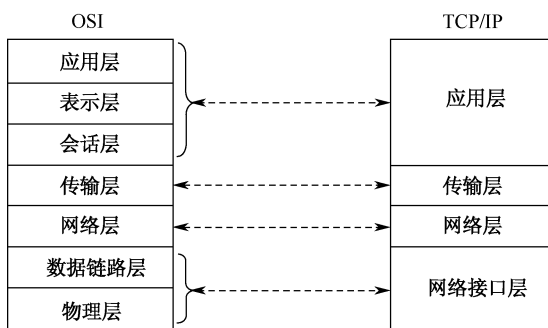 OSI
TCP/IP
应用层
表示层
会话层
传输层
网络层
数据链路层
物理层
应用层
传输层
网络层
网络接口层